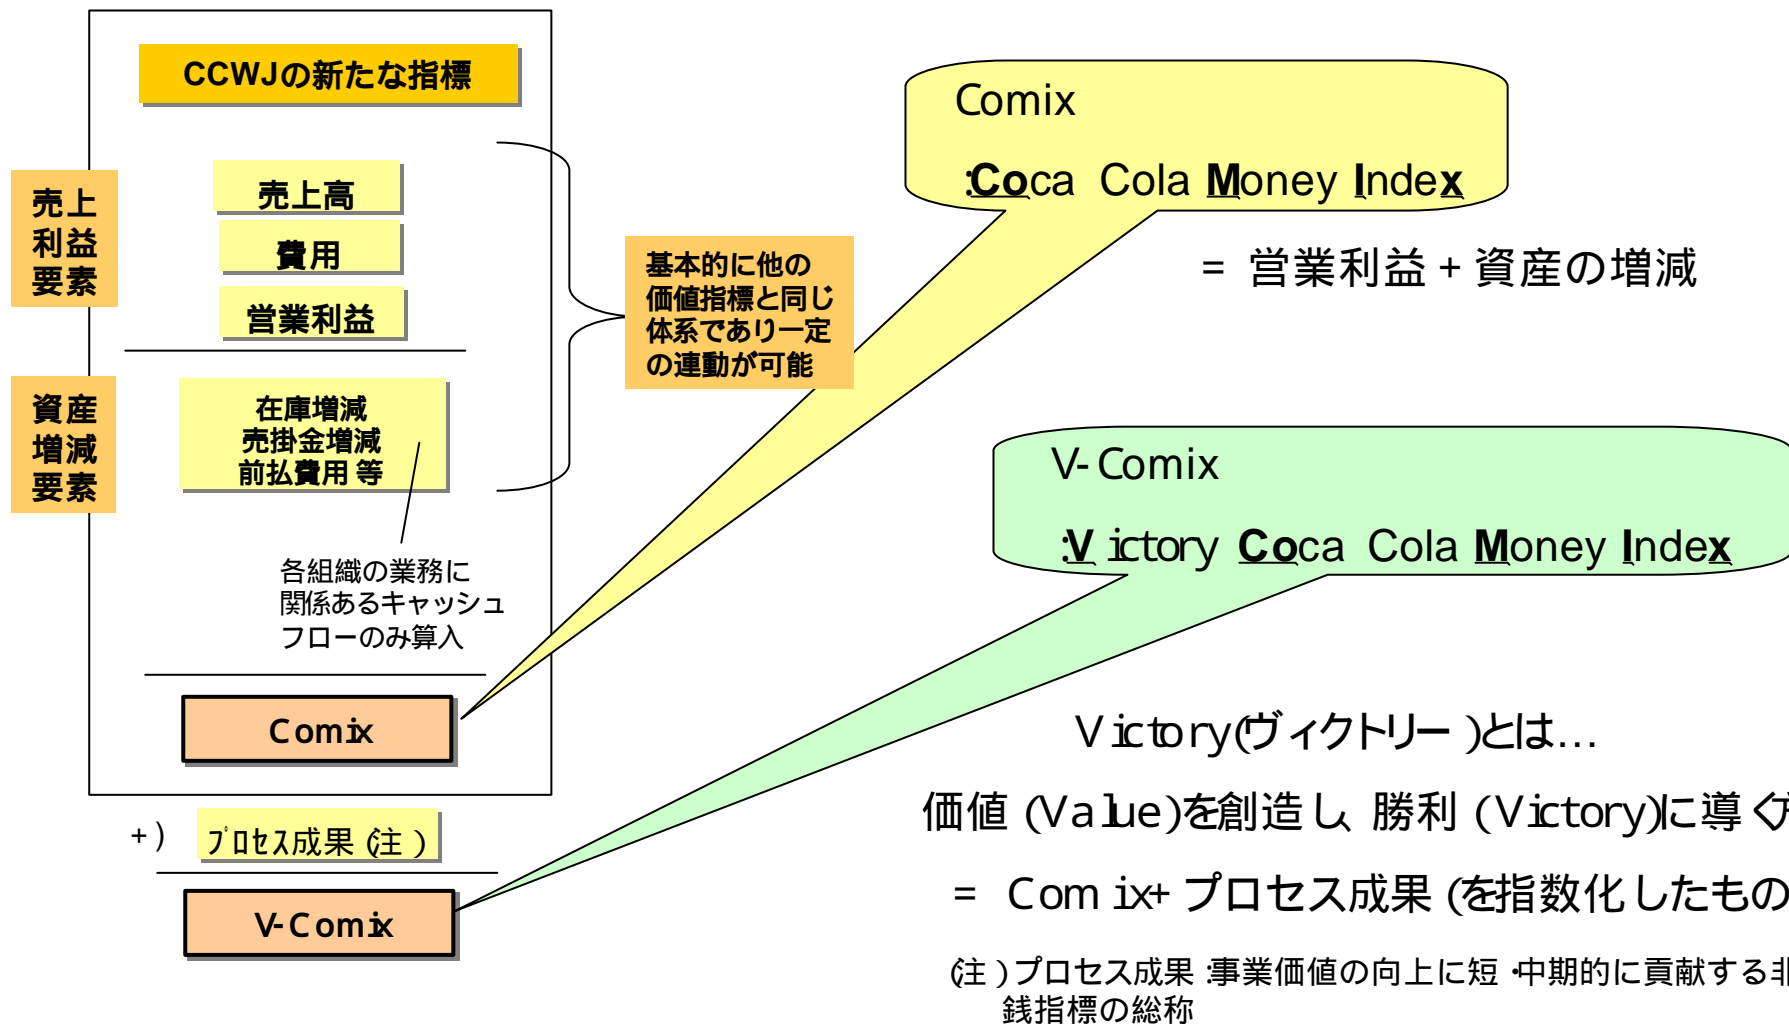 CCWJの新たな指標
売上
利益
要素
売上高
費用
営業利益
基本的に他の
価値指標と同じ
体系であり一定
の連動が可能
資産
増減
要素
在庫増減
売掛金増減
前払費用 等
各組織の業務に
関係あるキャッシュ
フローのみ算入
Comix
+) プロセス成果(注)
V-Comix
Comix
:Coca Cola Money Index
= 営業利益+資産の増減
V-Comix
:Victory Coca Cola Money Index
Victory(ヴィクトリー)とは…
価値(Value)を創造し、勝利(Victory)に導く
= Comix+プロセス成果(を指数化したもの
(注)プロセス成果:事業価値の向上に短・中期的に貢献する非
銭指標の総称